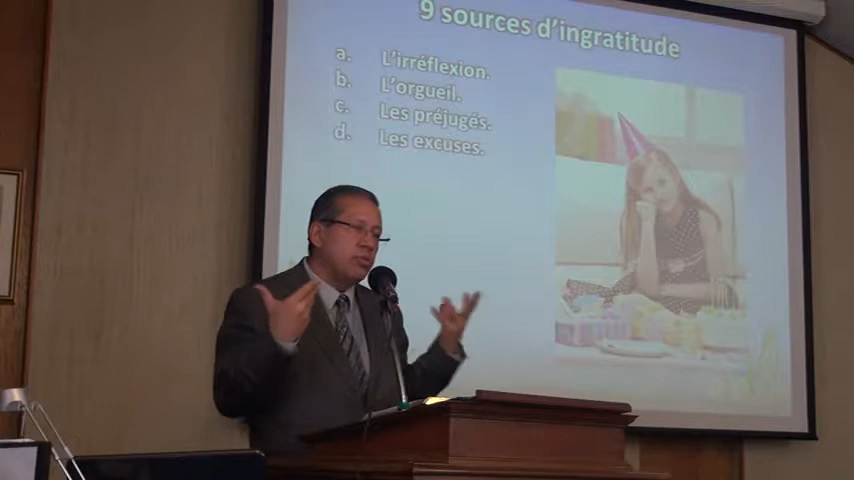 9 sources d'ingratitude
a. L'irréflexion.
b. L'orgueil.
c. Les préjugés.
d. Les excuses.